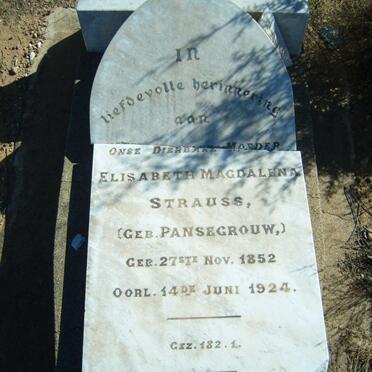 IN
liefdevolle herinnering
aan
ONZE DIERBARE MOEDER
ELISABETH MAGDALENA
STRAUSS,
(GEB. PANSEGROUW,)
GEB. 27STE NOV. 1852
OORL. 14DE JUNI 1924.
GEZ. 182. 1.